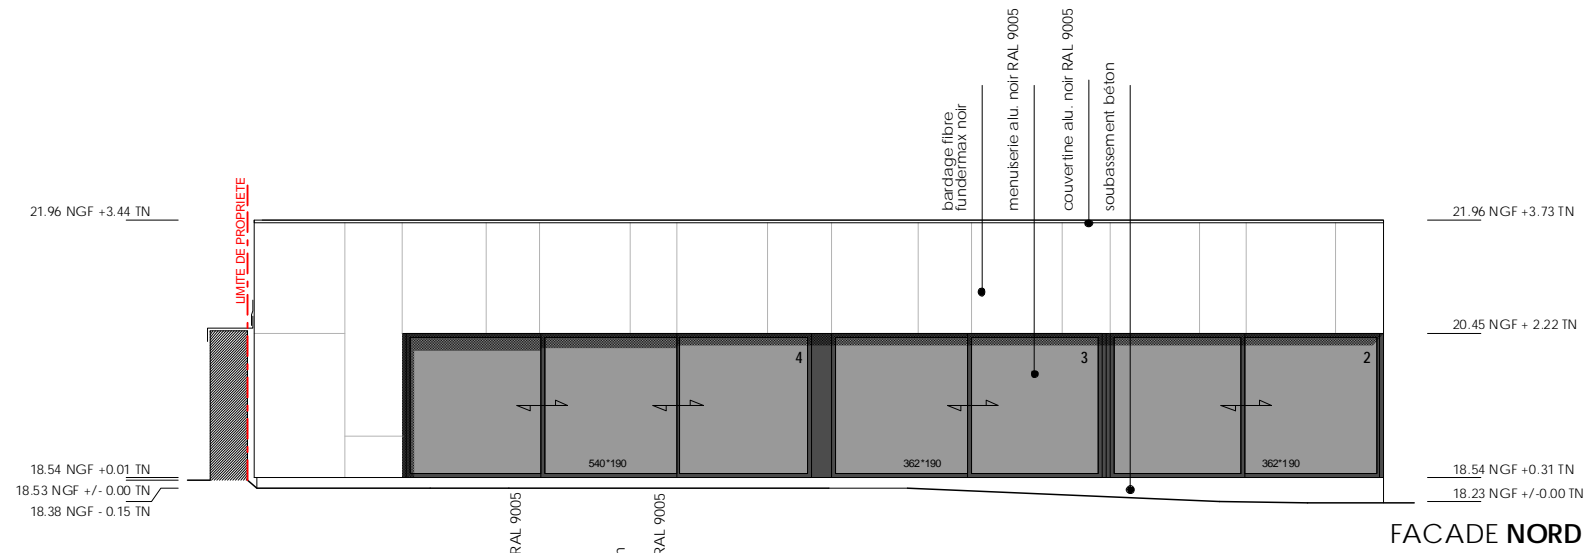 bardage fibre
fundermax noir
menuiserie alu. noir RAL 9005
couvertine alu. noir RAL 9005
soubassement béton
LIMITE DE PROPRIETE
21.96 NGF +3.44 TN
21.96 NGF +3.73 TN
20.45 NGF + 2.22 TN
4
3
2
540*190
362*190
362*190
18.54 NGF +0.01 TN
18.53 NGF +/- 0.00 TN
18.38 NGF - 0.15 TN
18.54 NGF +0.31 TN
18.23 NGF +/-0.00 TN
RAL 9005
RAL 9005
FACADE NORD